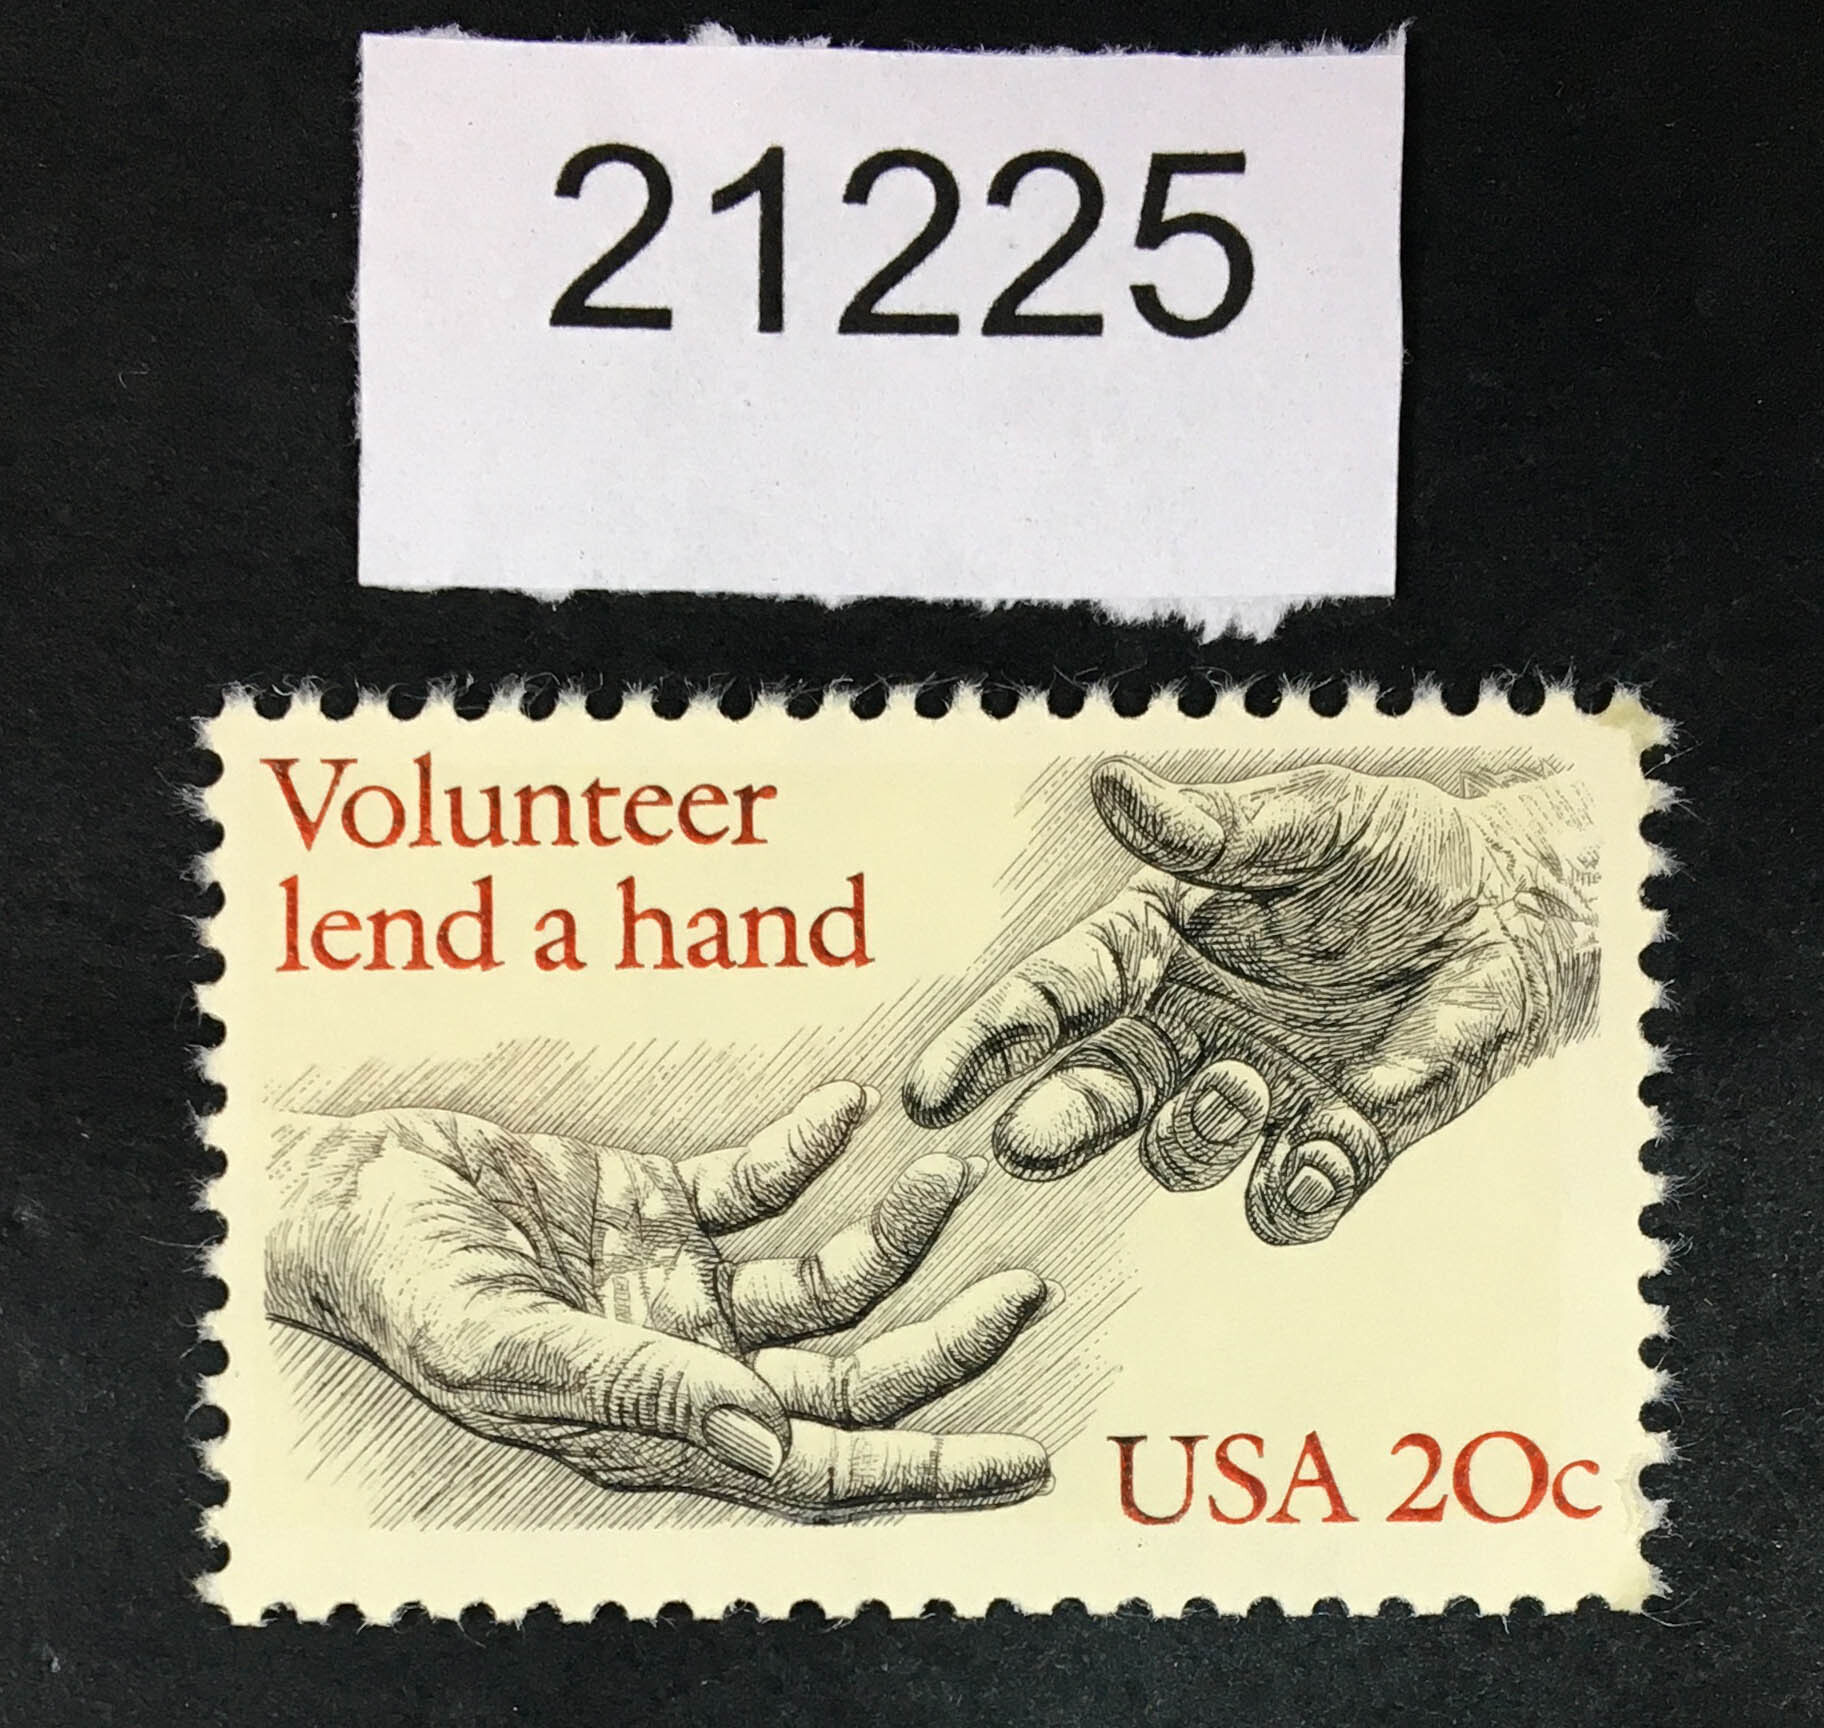 21225
Volunteer
lend a hand
USA 20c